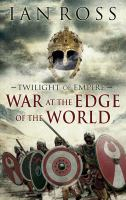 IAN ROSS
TWILIGHT OF EMPIRE
WAR AT THE EDGE
OF THE WORLD